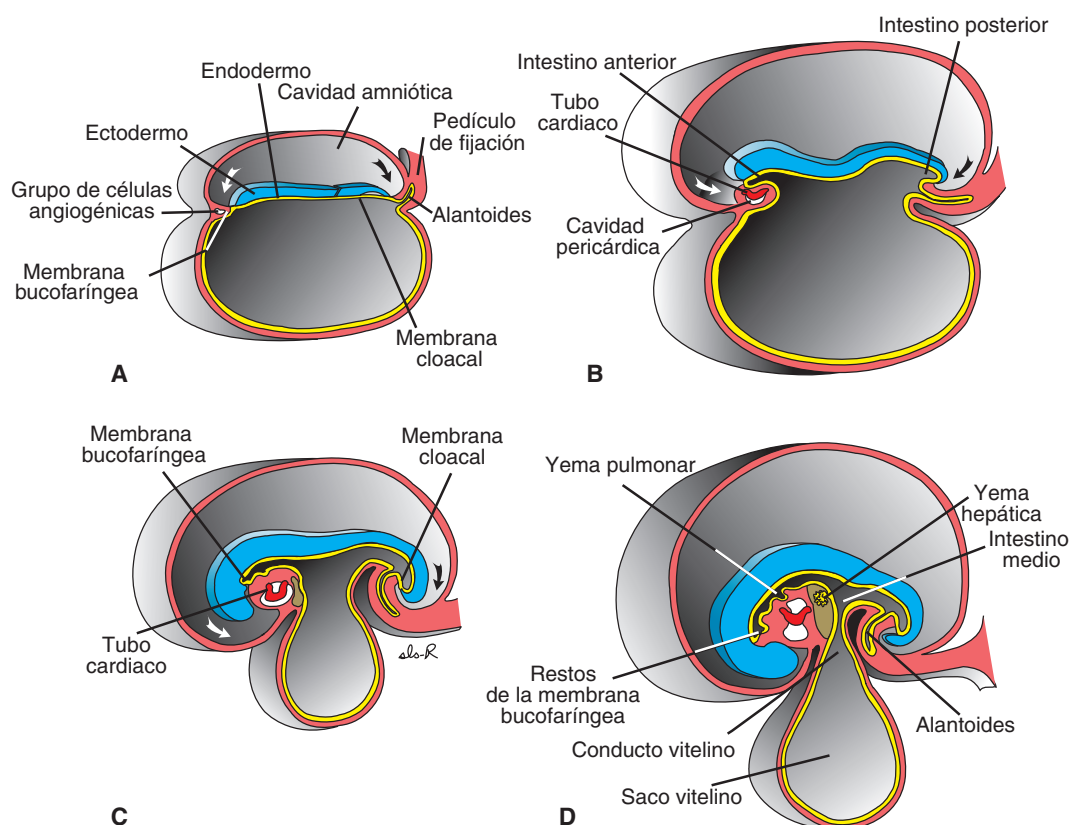 Endodermo
Cavidad amniótica
Ectodermo
Pedículo
de fijación
Grupo de células
angiogénicas
Alantoides
Membrana
bucofaríngea
Membrana
cloacal
A
Intestino posterior
Intestino anterior
Tubo
cardiaco
Cavidad
pericárdica
B
Membrana
bucofaríngea
Membrana
cloacal
Tubo
cardiaco
sls-R
C
Yema pulmonar
Yema
hepática
Intestino
medio
Restos
de la membrana
bucofaríngea
Alantoides
Conducto vitelino
Saco vitelino
D